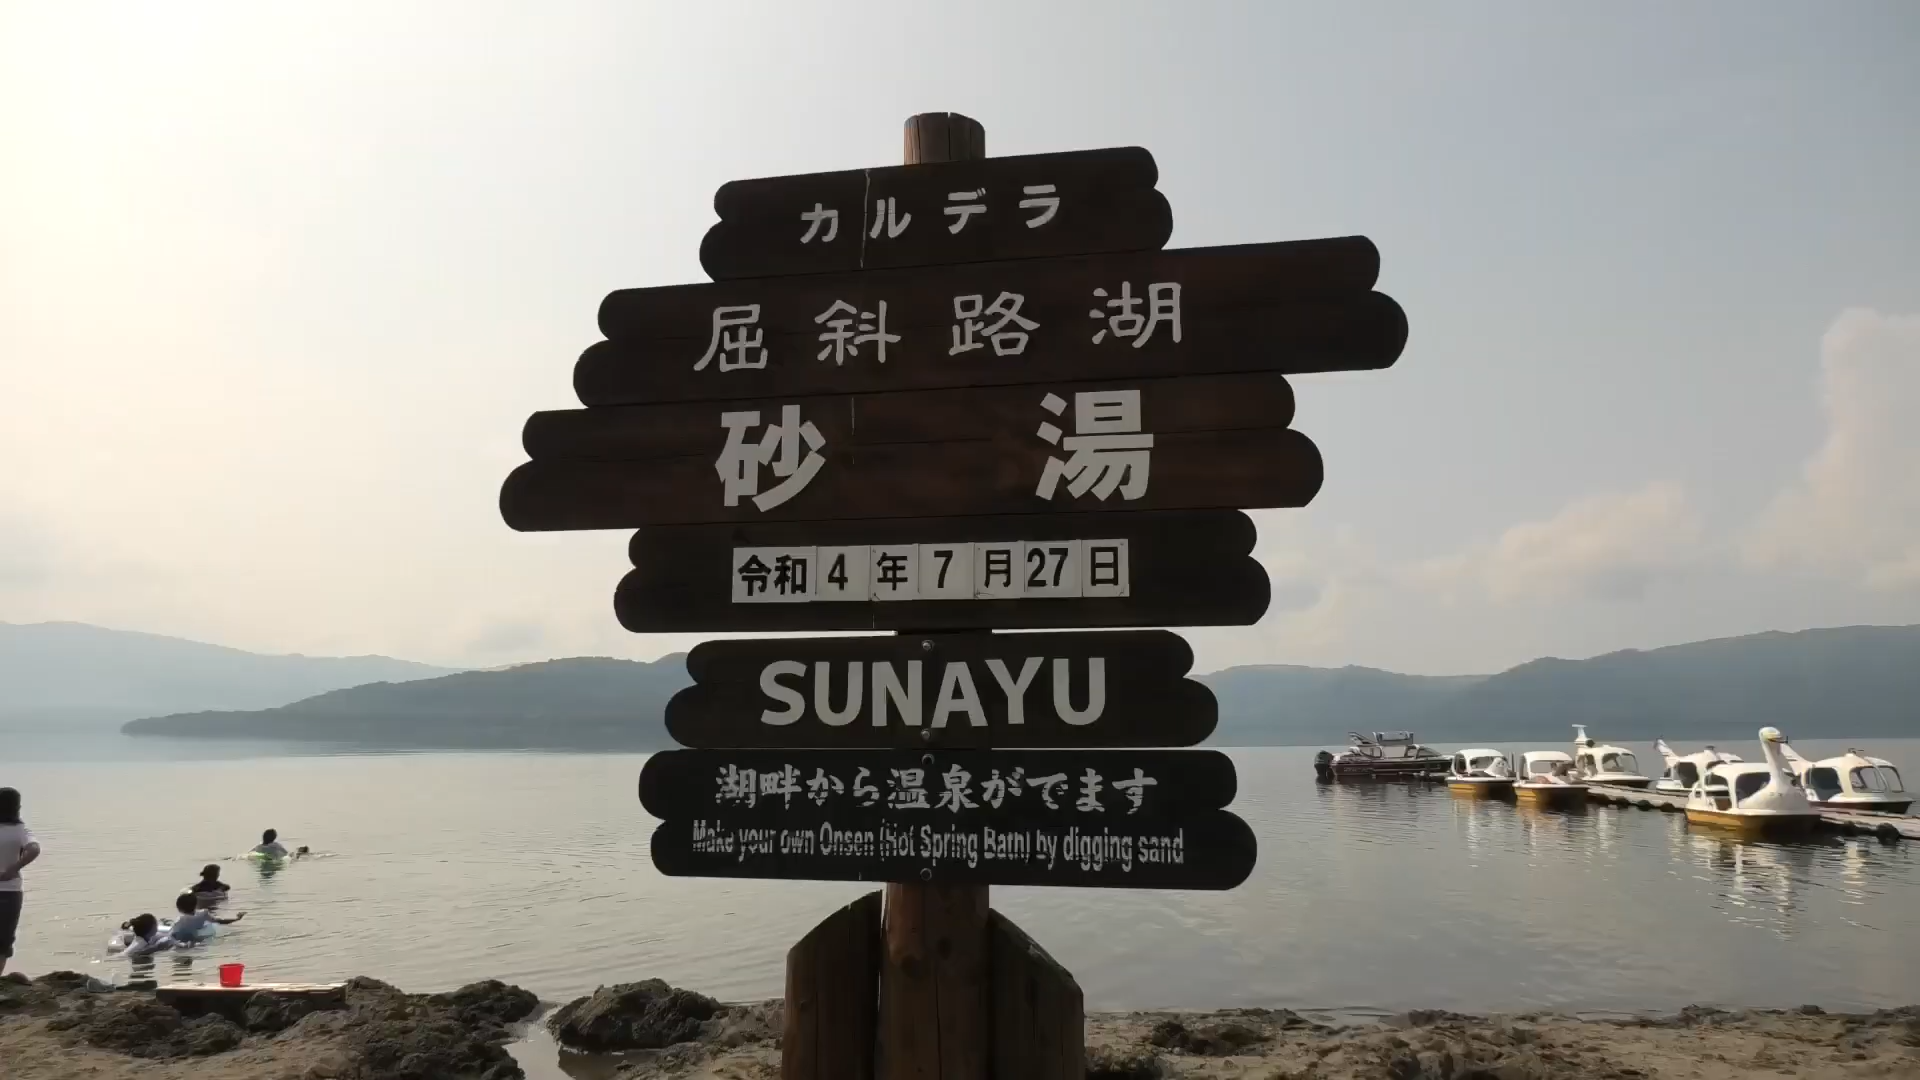 カルデラ
屈斜路湖
砂湯
令和4年7月27日
SUNAYU
湖畔から温泉がでます
Make your own Onsen (Hot Spring Bath) by digging sand